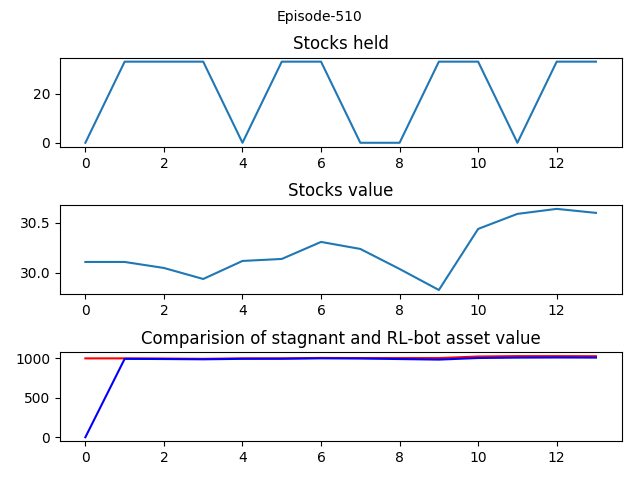 Episode-510
Stocks held
20
0
0 2 4 6 8 10 12
Stocks value
30.5
30.0
0 2 4 6 8 10 12
Comparision of stagnant and RL-bot asset value
1000
500
0
0 2 4 6 8 10 12